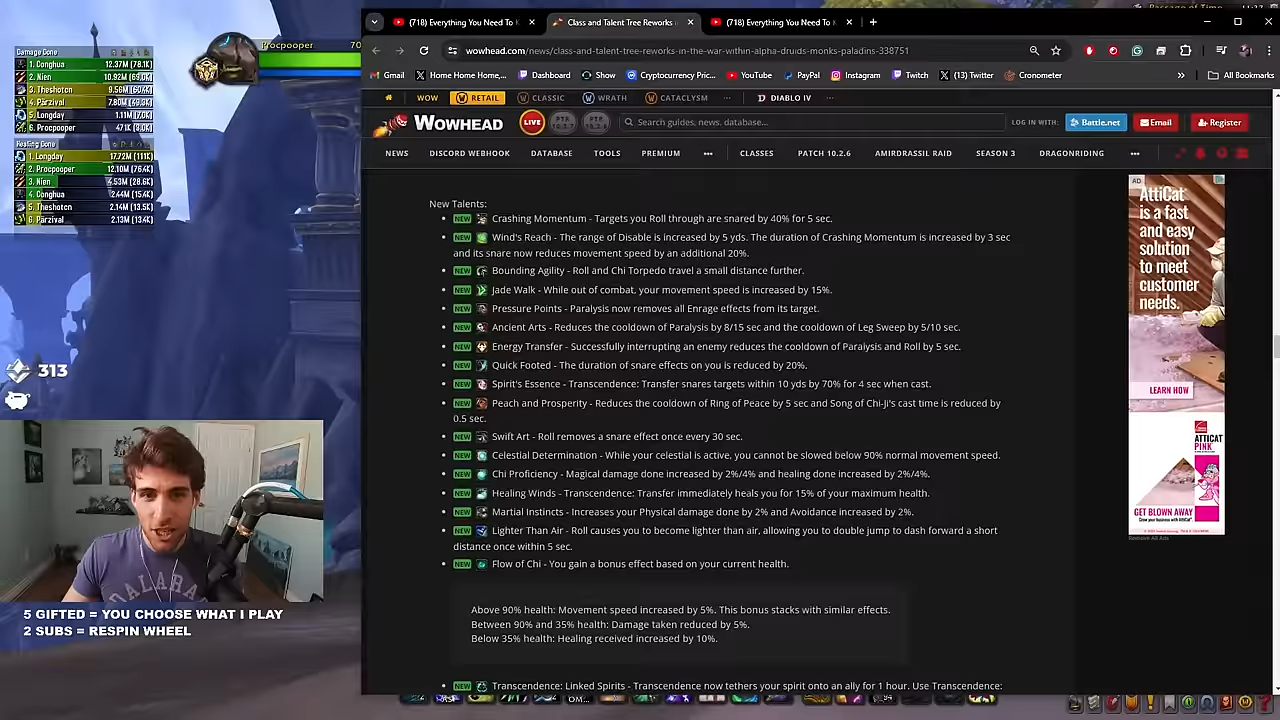 (718) Everything You Need To K
Class and Talent Tree Reworks i
(718) Everything You Need To K
wowhead.com/news/class-and-talent-tree-reworks-in-the-war-within-alpha-druids-monks-paladins-338751
Gmail
Home Home Home...
Lionboard
Show
Cryptocurrency Pric...
YouTube
PayPal
Instagram
Twitch
(13) Twitter
Cronometer
All Bookmarks
WOW
RETAIL
CLASSIC
WRATH
CATACLYSM
DIABLO IV
WOWHEAD
LIVE
Search guides, news, database...
LOG IN WITH:
Battle.net
Email
Register
NEWS
DISCORD WEBHOOK
DATABASE
TOOLS
PREMIUM
CLASSES
PATCH 10.2.6
AMIRDRASSIL RAID
SEASON 3
DRAGONRIDING
Damage Done
1. Conghua 12.37M (78.1K)
2. Nien 10.92M (69.0K)
3. Theshoten 9.56M (60.4K)
4. Parzival 7.80M (49.3K)
5. Longday 1.11M (7.0K)
6. Procpooper
Healing Done
1. Longday 17.72M (111K)
2. Procpooper 12.10M (76.4K)
3. Nien 4.53M (28.6K)
4. Conghua 2.44M (15.4K)
5. Theshoten 2.14M (13.5K)
6. Parzival 2.13M (13.4K)
Procpooper 70
313
New Talents:
NEW Crashing Momentum - Targets you Roll through are snared by 40% for 5 sec.
NEW Wind's Reach - The range of Disable is increased by 5 yds. The duration of Crashing Momentum is increased by 3 sec
and its snare now reduces movement speed by an additional 20%.
NEW Bounding Agility - Roll and Chi Torpedo travel a small distance further.
NEW Jade Walk - While out of combat, your movement speed is increased by 15%.
NEW Pressure Points - Paralysis now removes all Enrage effects from its target.
NEW Ancient Arts - Reduces the cooldown of Paralysis by 8/15 sec and the cooldown of Leg Sweep by 5/10 sec.
NEW Energy Transfer - Successfully interrupting an enemy reduces the cooldown of Paralysis and Roll by 5 sec.
NEW Quick Footed - The duration of snare effects on you is reduced by 20%.
NEW Spirit's Essence - Transcendence: Transfer snares targets within 10 yds by 70% for 4 sec when cast.
NEW Peach and Prosperity - Reduces the cooldown of Ring of Peace by 5 sec and Song of Chi-Ji's cast time is reduced by
0.5 sec.
NEW Swift Art - Roll removes a snare effect once every 30 sec.
NEW Celestial Determination - While your celestial is active, you cannot be slowed below 90% normal movement speed.
NEW Chi Proficiency - Magical damage done increased by 2%/4% and healing done increased by 2%/4%.
NEW Healing Winds - Transcendence: Transfer immediately heals you for 15% of your maximum health.
NEW Martial Instincts - Increases your Physical damage done by 2% and Avoidance increased by 2%.
NEW Lighter Than Air - Roll causes you to become lighter than air, allowing you to double jump to dash forward a short
distance once within 5 sec.
NEW Flow of Chi - You gain a bonus effect based on your current health.
Above 90% health: Movement speed increased by 5%. This bonus stacks with similar effects.
Between 90% and 35% health: Damage taken reduced by 5%.
Below 35% health: Healing received increased by 10%.
NEW Transcendence: Linked Spirits - Transcendence now tethers your spirit onto an ally for 1 hour. Use Transcendence:
AD
AttiCat
is a fast
and easy
solution
to meet
customer
needs.
LEARN HOW
ATTICAT
PINK
GET BLOWN AWAY
Remove All Ads
5 GIFTED = YOU CHOOSE WHAT I PLAY
2 SUBS = RESPIN WHEEL